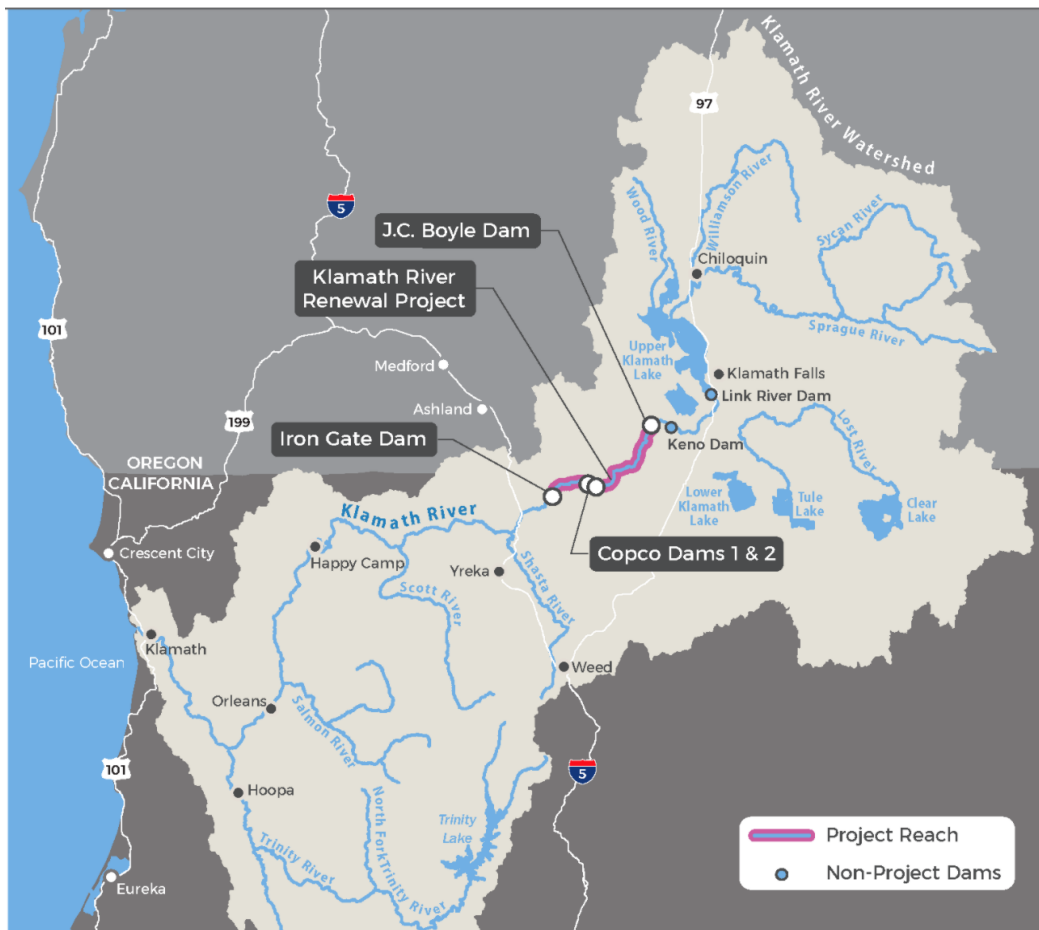 Klamath River Watershed
97
5
Wood River
Williamson River
Sycan River
J.C. Boyle Dam
Chiloquin
Klamath River
Renewal Project
Sprague River
101
Upper
Klamath
Lake
Medford
Klamath Falls
Link River Dam
Ashland
199
Iron Gate Dam
Keno Dam
Lost River
OREGON
CALIFORNIA
Lower
Klamath
Lake
Tule
Lake
Clear
Lake
Klamath River
Copco Dams 1 & 2
Crescent City
Happy Camp
Yreka
Shasta River
Scott River
Klamath
Pacific Ocean
Weed
Orleans
Salmon River
101
5
Hoopa
North Fork Trinity River
Trinity
Lake
Trinity River
Eureka
Project Reach
Non-Project Dams